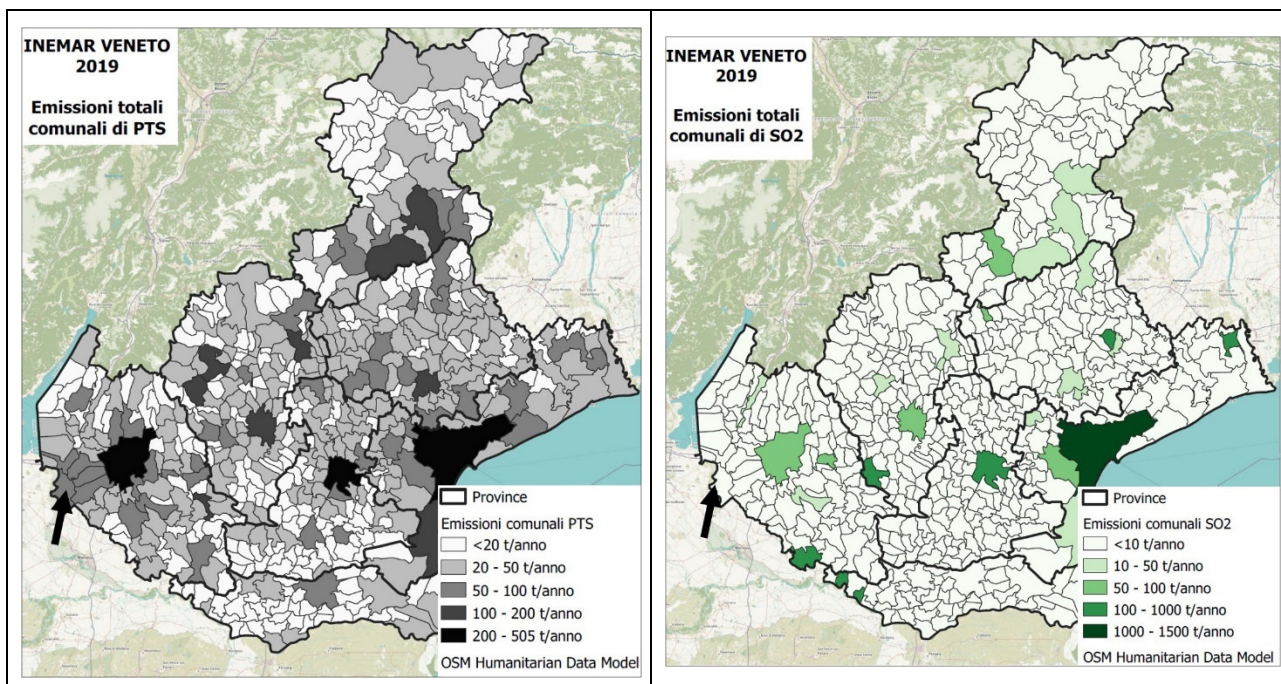 INEMAR VENETO
2019
Emissioni totali
comunali di PTS
Province
Emissioni comunali PTS
<20 t/anno
20 - 50 t/anno
50 - 100 t/anno
100 - 200 t/anno
200 - 505 t/anno
OSM Humanitarian Data Model
INEMAR VENETO
2019
Emissioni totali
comunali di SO2
Province
Emissioni comunali SO2
<10 t/anno
10 - 50 t/anno
50 - 100 t/anno
100 - 1000 t/anno
1000 - 1500 t/anno
OSM Humanitarian Data Model